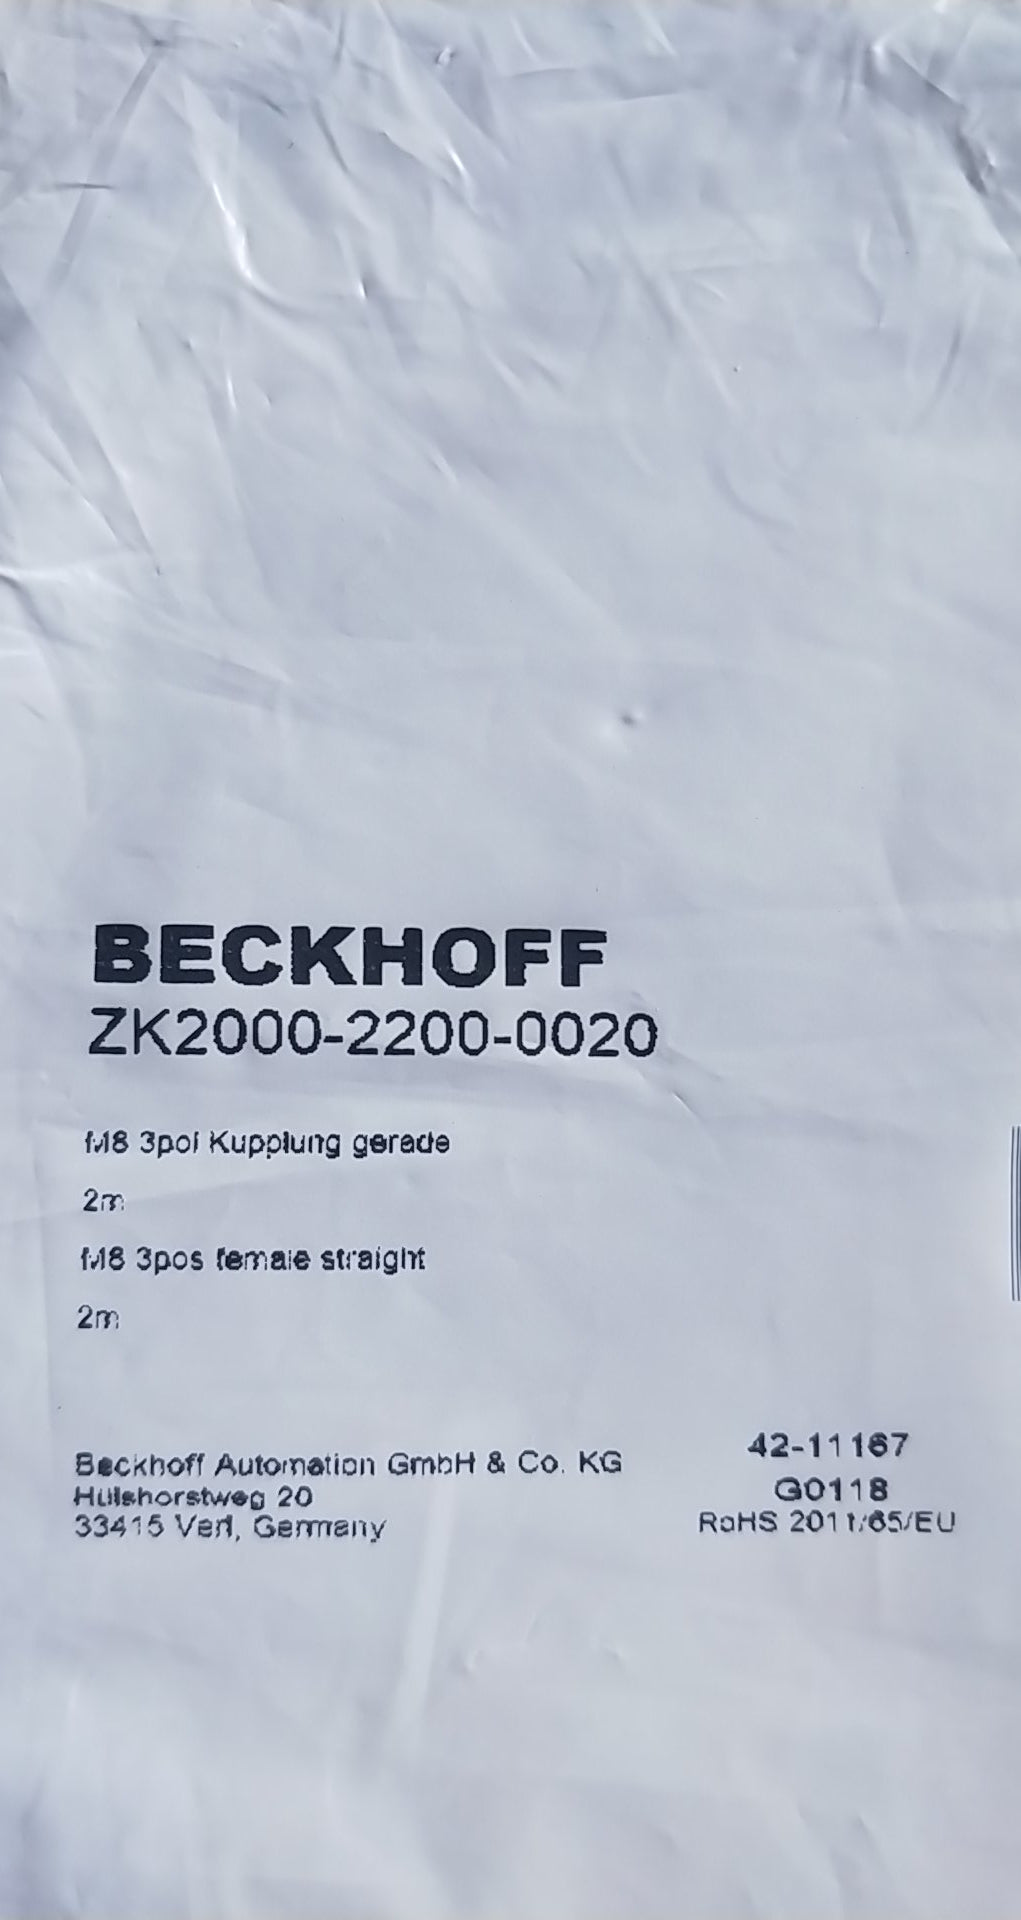 BECKHOFF
ZK2000-2200-0020
M8 3pol Kupplung gerade
2m
M8 3pos female straight
2m
Beckhoff Automation GmbH & Co. KG
Hülshorstweg 20
33415 Verl, Germany
42-11167
G0118
RoHS 2011/65/EU